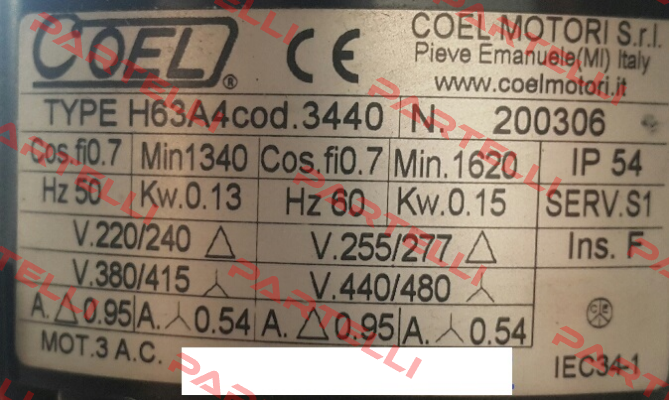 COEL ®
CE
COEL MOTORI S.r.l.
Pieve Emanuele(MI) Italy
www.coelmotori.it
TYPE H63A4cod.3440 N. 200306
Cos.fi0.7 Min1340 Cos.fi0.7 Min.1620 IP 54
Hz 50 Kw.0.13 Hz 60 Kw.0.15 SERV.S1
V.220/240 △ V.255/277 △ Ins. F
V.380/415 ⅄ V.440/480 ⅄
A. △ 0.95 A. ⅄ 0.54 A. △ 0.95 A. ⅄ 0.54
MOT.3 A.C. IEC34-1
PARTELLI